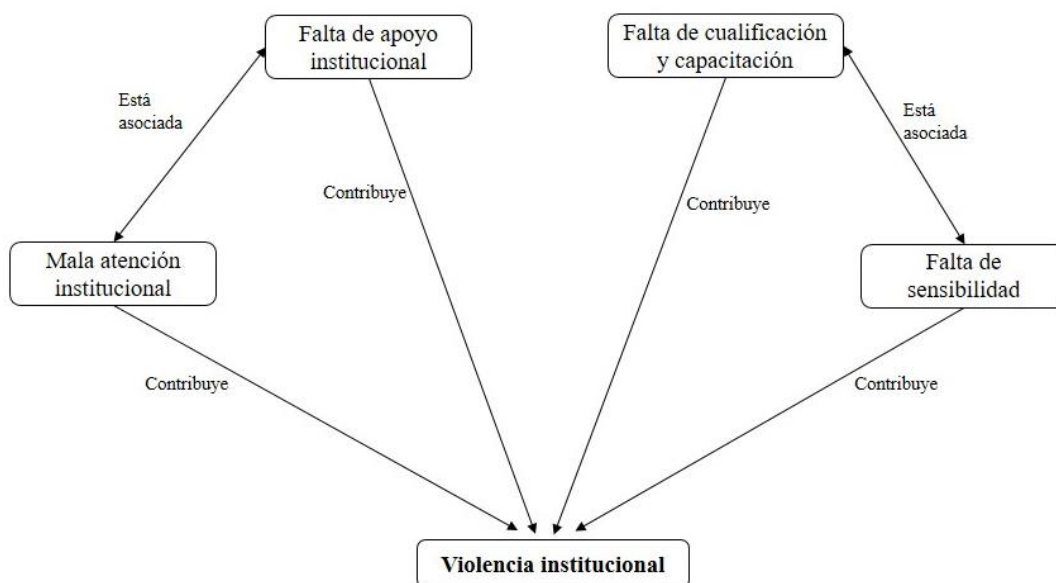 Falta de apoyo
institucional
Falta de cualificación
y capacitación
Está
asociada
Está
asociada
Contribuye
Contribuye
Mala atención
institucional
Falta de
sensibilidad
Contribuye
Contribuye
Violencia institucional